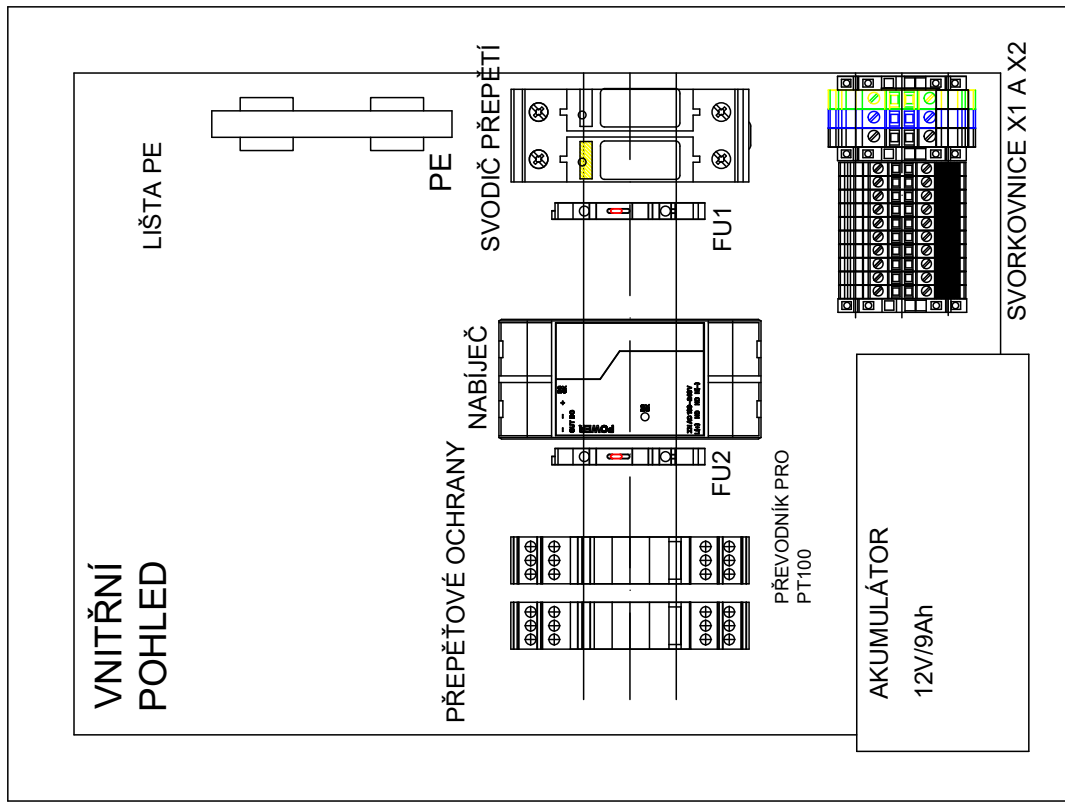 VNITŘNÍ
POHLED
LIŠTA PE
PE
PŘEPĚŤOVÉ OCHRANY
NABÍJEČ
SVODIČ PŘEPĚTÍ
FU2
FU1
PŘEVODNÍK PRO
PT100
POWER
AKUMULÁTOR
12V/9Ah
SVORKOVNICE X1 A X2